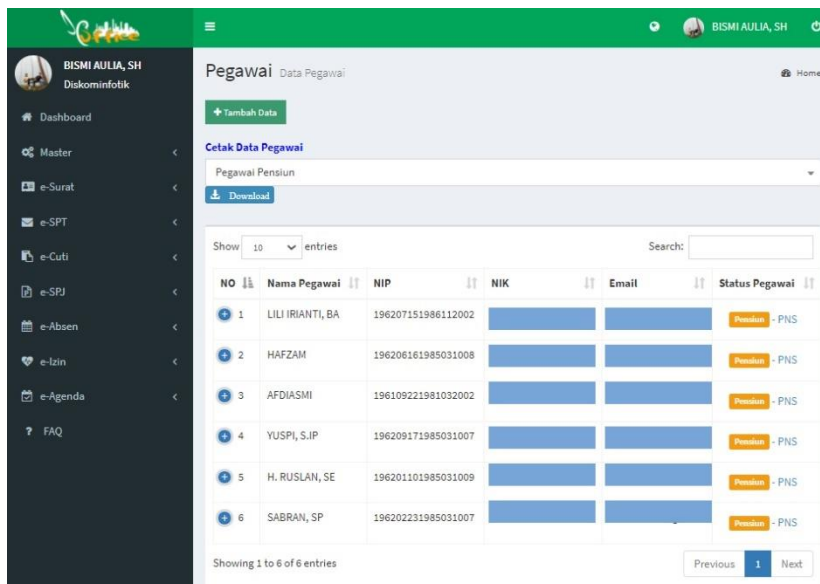 Office
BISMI AULIA, SH
BISMI AULIA, SH
Diskominfotik
Dashboard
Master
e-Surat
e-SPT
e-Cuti
e-SPJ
e-Absen
e-Izin
e-Agenda
? FAQ
Pegawai Data Pegawai
Home
+ Tambah Data
Cetak Data Pegawai
Pegawai Pensiun
Download
Show 10 entries
Search:
NO Nama Pegawai NIP NIK Email Status Pegawai
1 LILI IRIANTI, BA 196207151986112002 Pensiun - PNS
2 HAFZAM 196206161985031008 Pensiun - PNS
3 AFDIASMI 196109221981032002 Pensiun - PNS
4 YUSPI, S.IP 196209171985031007 Pensiun - PNS
5 H. RUSLAN, SE 196201101985031009 Pensiun - PNS
6 SABRAN, SP 196202231985031007 Pensiun - PNS
Showing 1 to 6 of 6 entries
Previous 1 Next